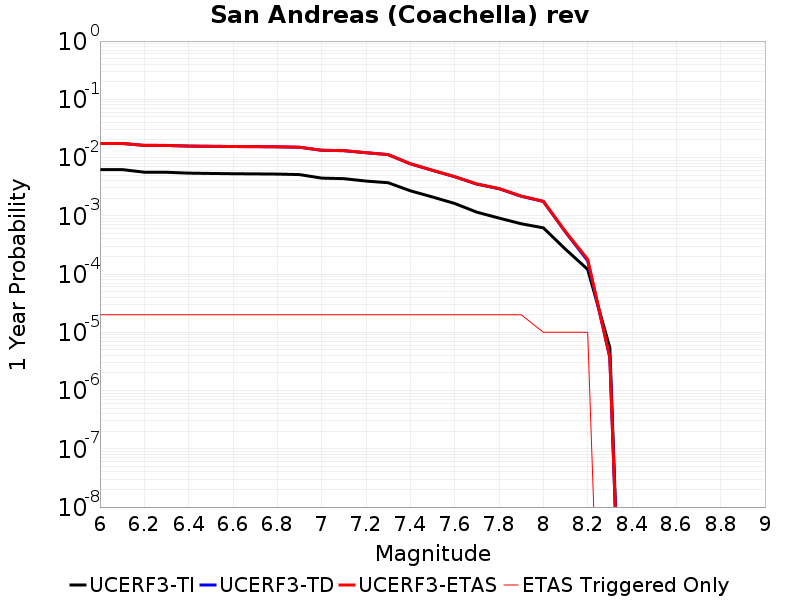 San Andreas (Coachella) rev
1 Year Probability
10^0
10^-1
10^-2
10^-3
10^-4
10^-5
10^-6
10^-7
10^-8
6 6.2 6.4 6.6 6.8 7 7.2 7.4 7.6 7.8 8 8.2 8.4 8.6 8.8 9
Magnitude
UCERF3-TI UCERF3-TD UCERF3-ETAS ETAS Triggered Only